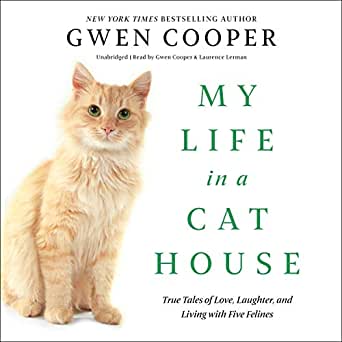 NEW YORK TIMES BESTSELLING AUTHOR
GWEN COOPER
Unabridged | Read by Gwen Cooper & Laurence Lerman
MY
LIFE
in a
CAT
HOUSE
True Tales of Love, Laughter, and
Living with Five Felines